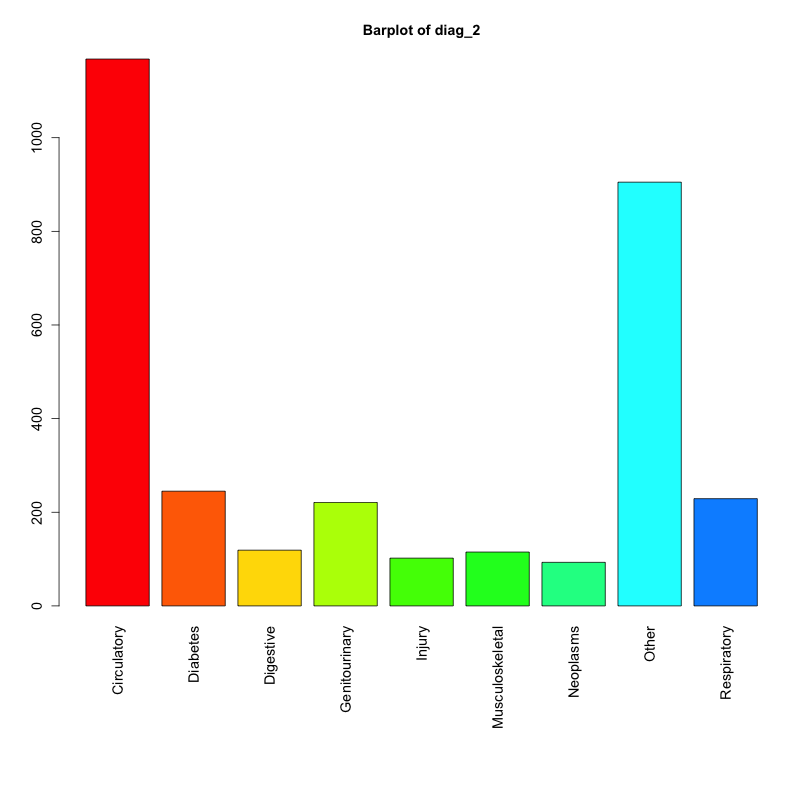 Barplot of diag_2
1000
800
600
400
200
0
Circulatory
Diabetes
Digestive
Genitourinary
Injury
Musculoskeletal
Neoplasms
Other
Respiratory